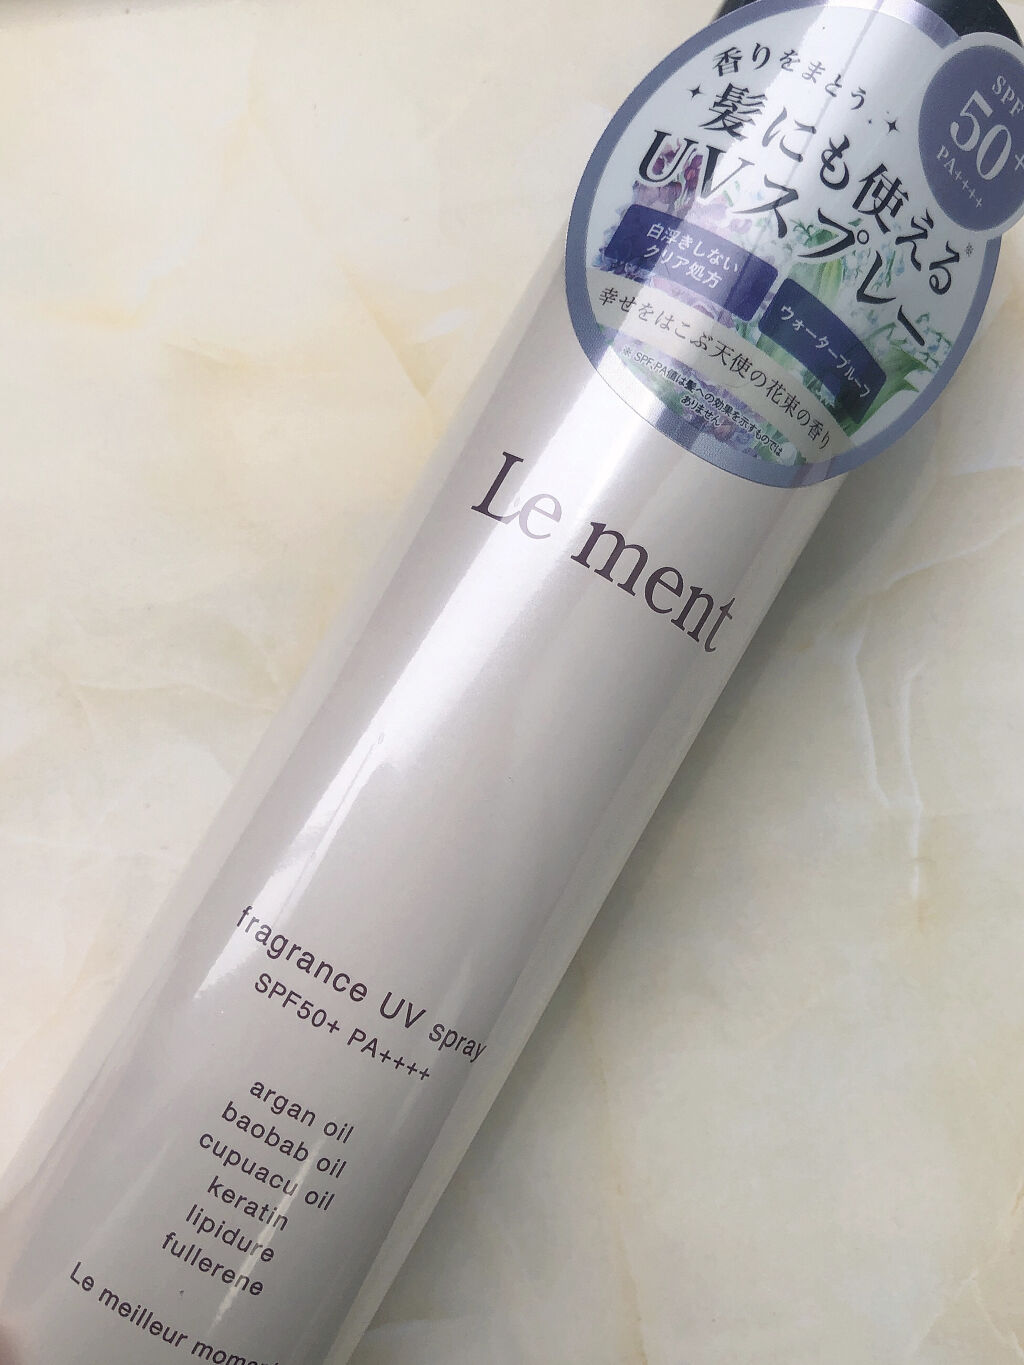 香りをまとう
髪にも使える※
UVスプレー
SPF
50+
PA++++
白浮きしない
クリア処方
ウォータープルーフ
幸せをはこぶ天使の花束の香り
※SPF,PA値は髪への効果を示すものでは
ありません
Le ment
fragrance UV spray
SPF50+ PA++++
argan oil
baobab oil
cupuacu oil
keratin
lipidure
fullerene
Le meilleur